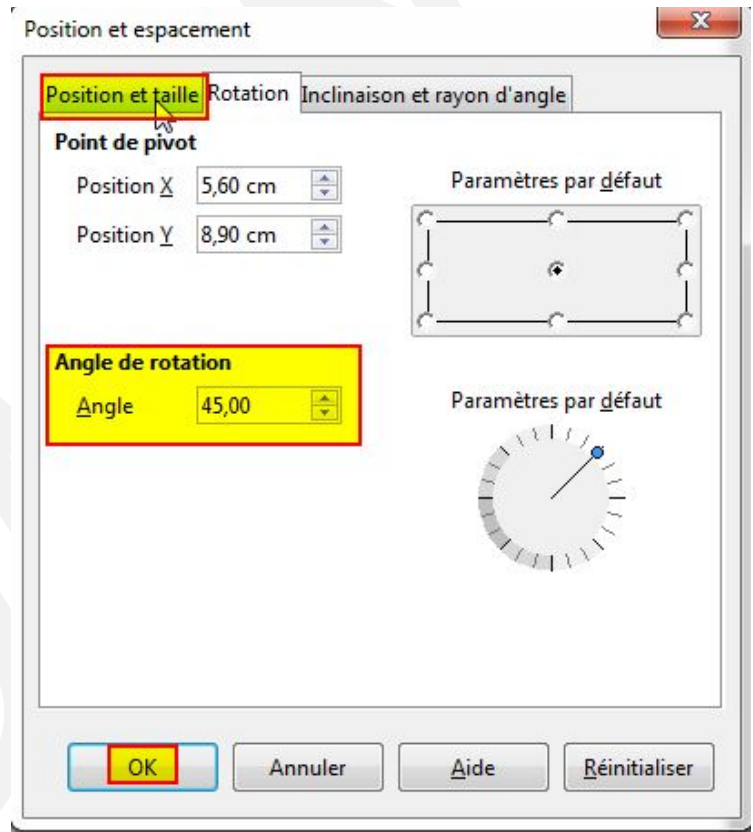 Position et espacement
Position et taille Rotation Inclinaison et rayon d'angle
Point de pivot
Position X 5,60 cm
Position Y 8,90 cm
Paramètres par défaut
Angle de rotation
Angle 45,00
Paramètres par défaut
OK Annuler Aide Réinitialiser